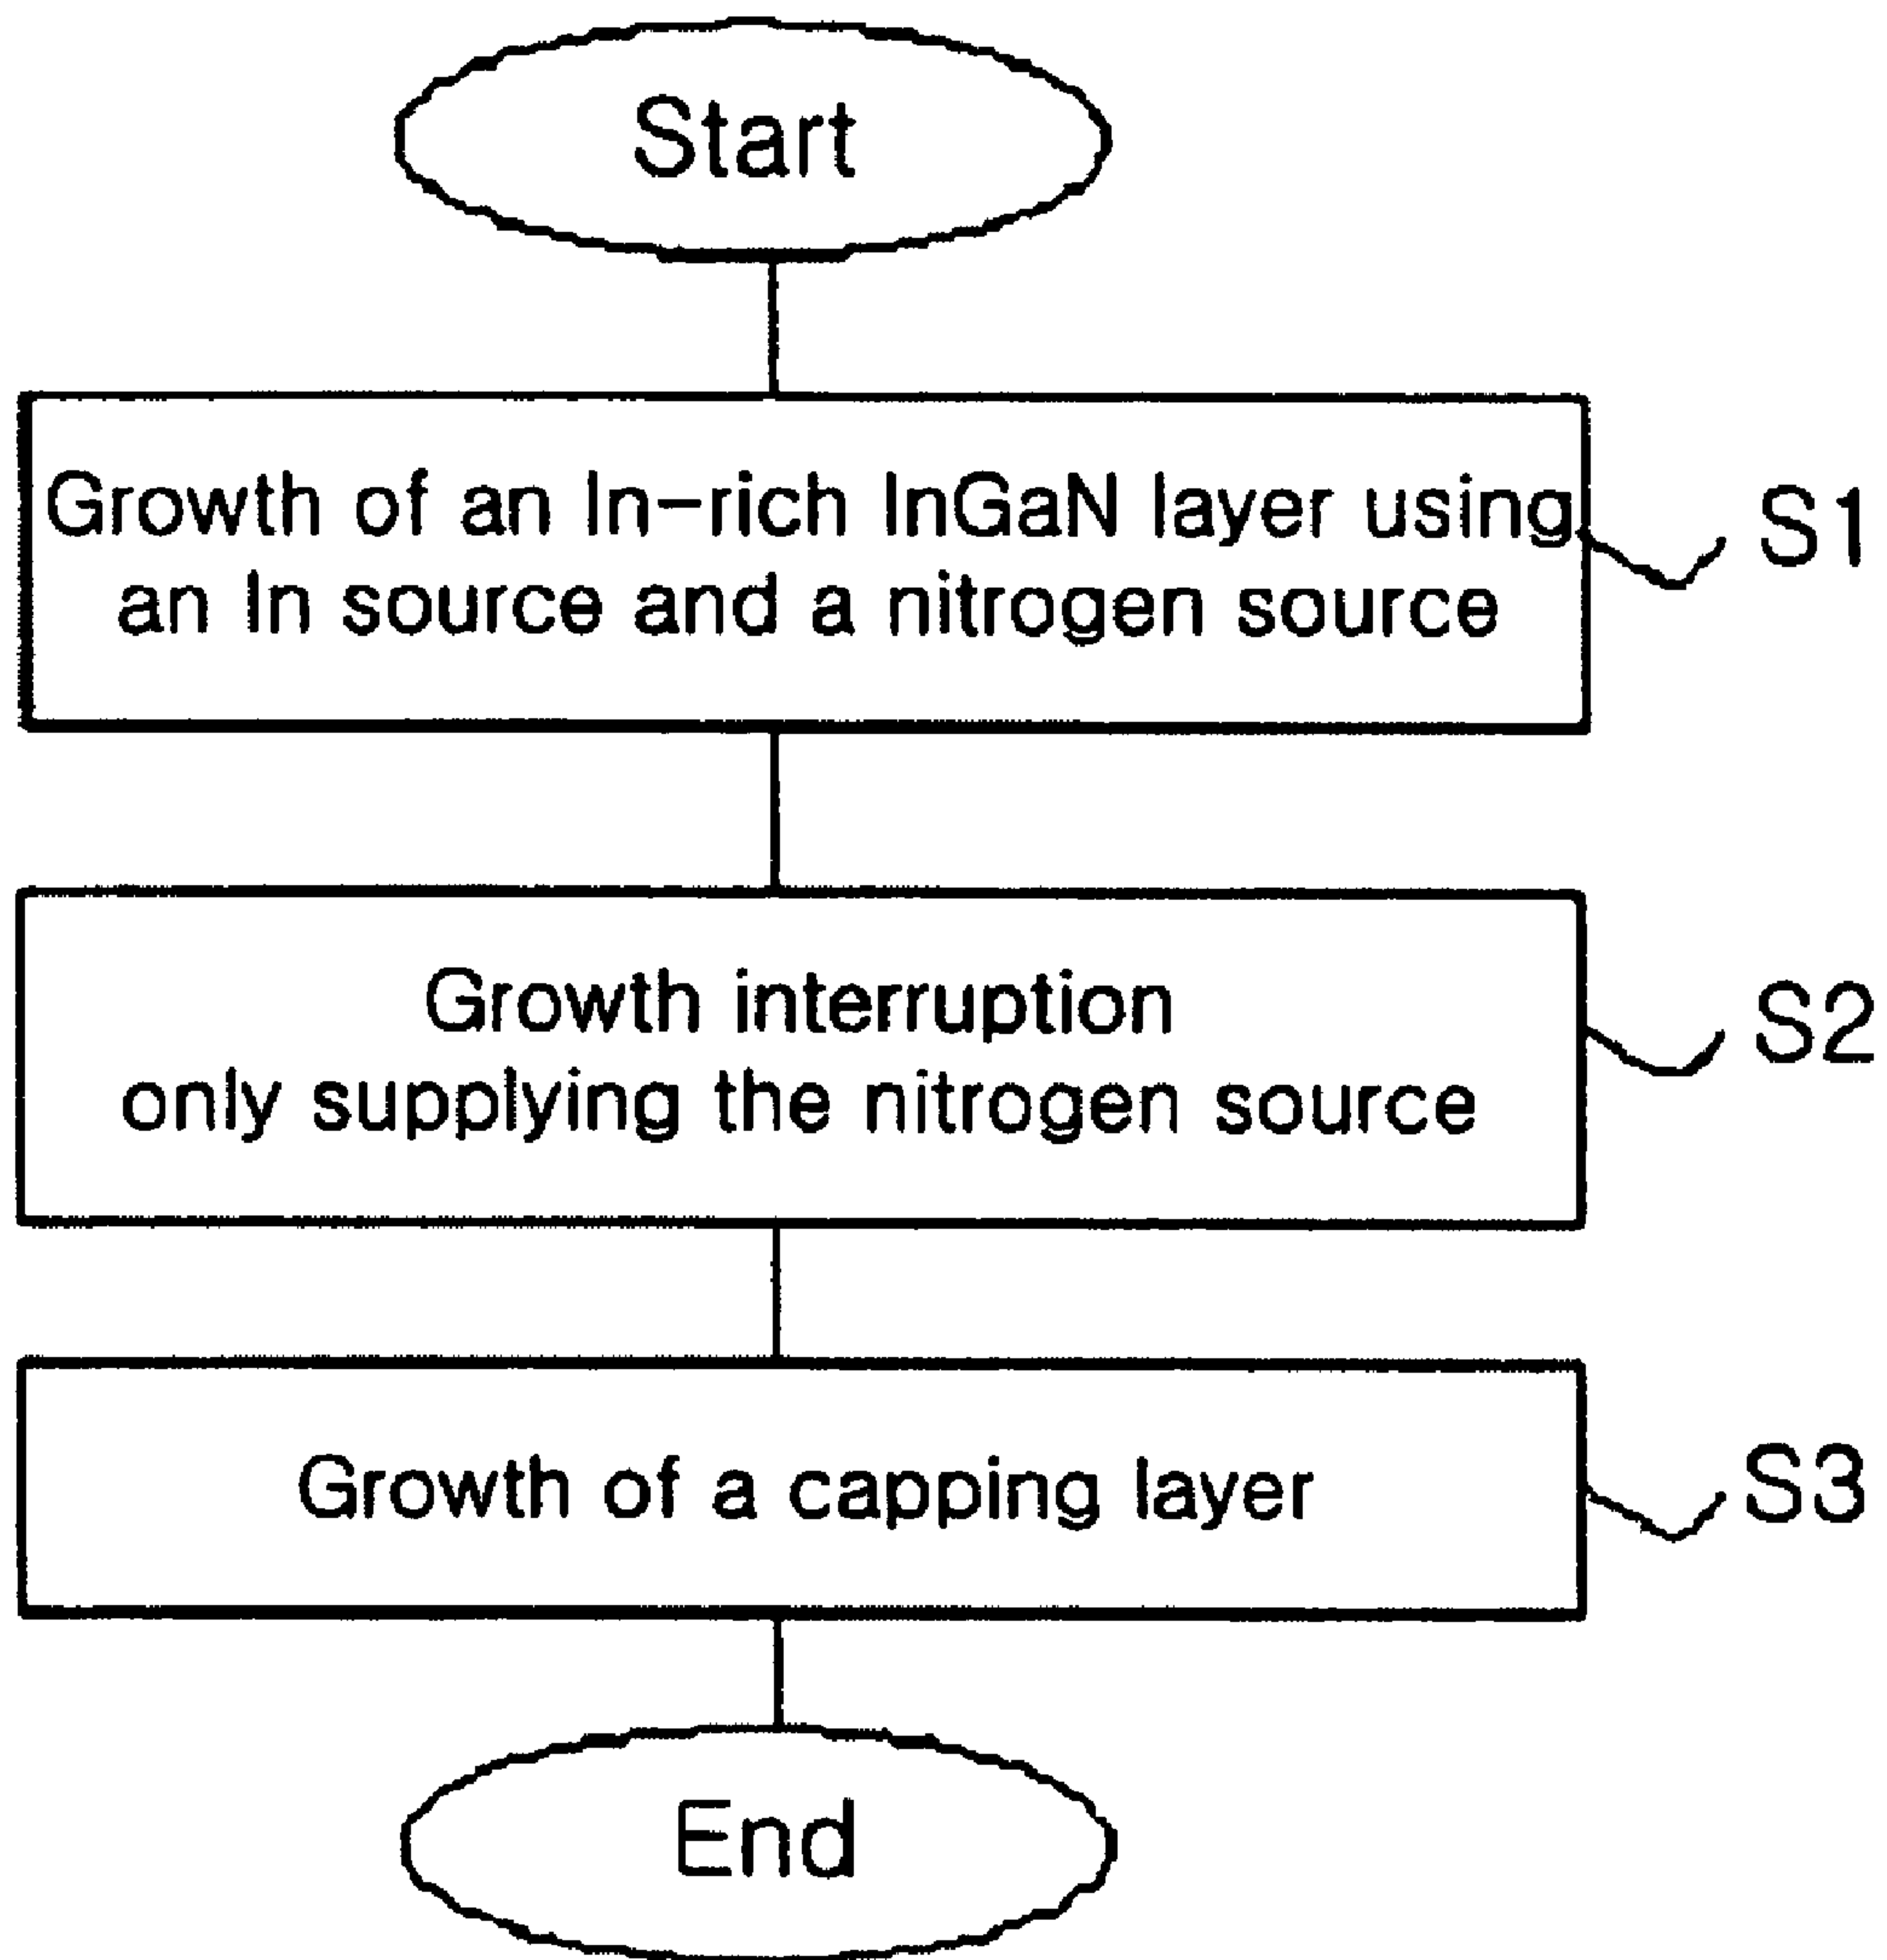 Start
Growth of an In-rich InGaN layer using
an In source and a nitrogen source
S1
Growth interruption
only supplying the nitrogen source
S2
Growth of a capping layer
S3
End